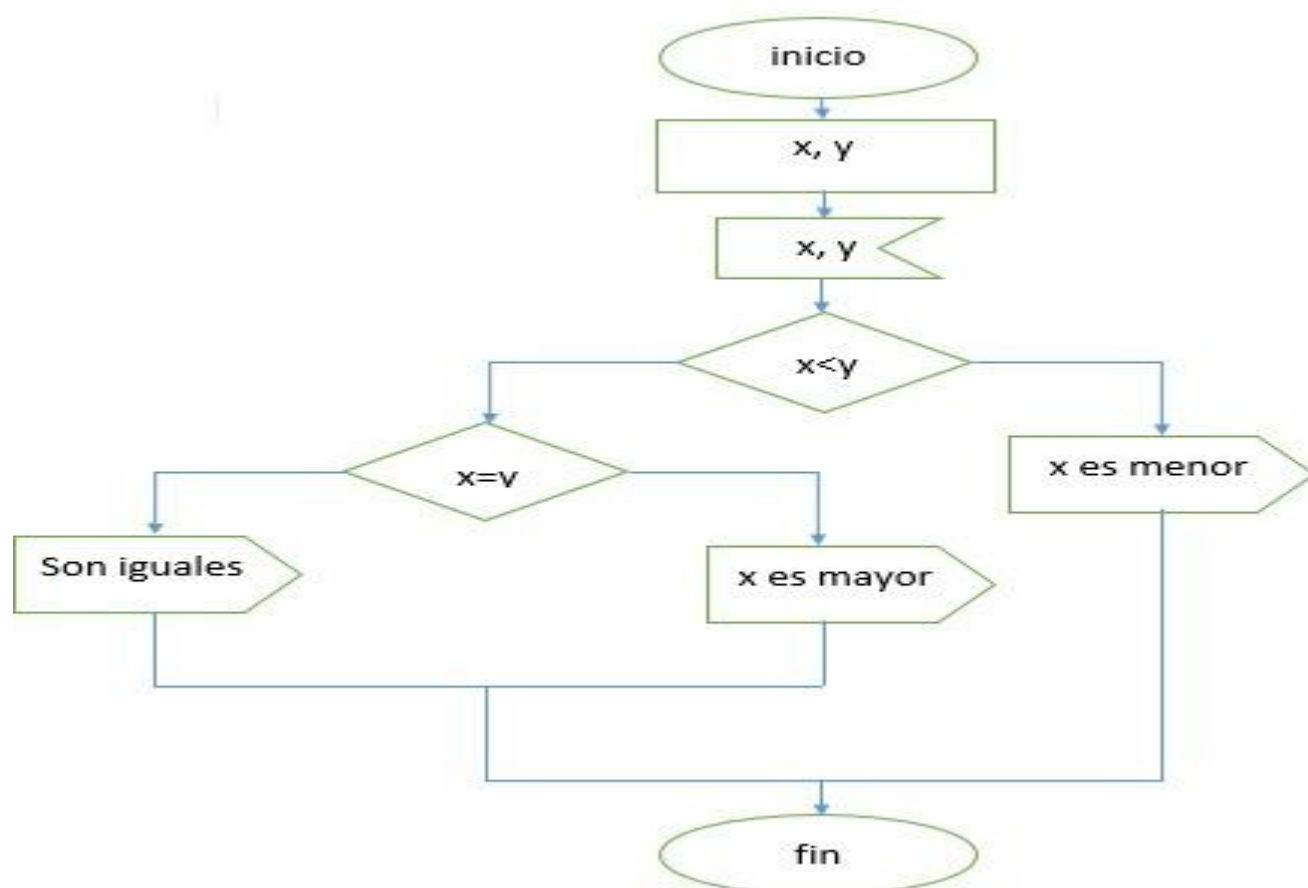 inicio
x, y
x, y
x<y
x=y
x es menor
Son iguales
x es mayor
fin